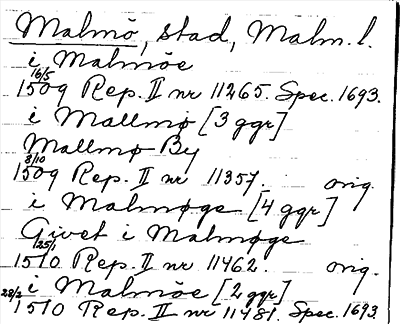 Malmö, stad, Malm. l.
i Malmöe
16/5 1509 Rep. II nr 11265. Spec. 1693.
i Mallmø [3 ggr]
Mallmø By
3/10 1509 Rep. II nr 11357. orig.
i Malmøge [4 ggr]
Givet i Malmøge
25/1 1510 Rep. II nr 11462. orig.
i Malmöe [2 ggr]
28/2 1510 Rep. II nr 11481. Spec. 1693